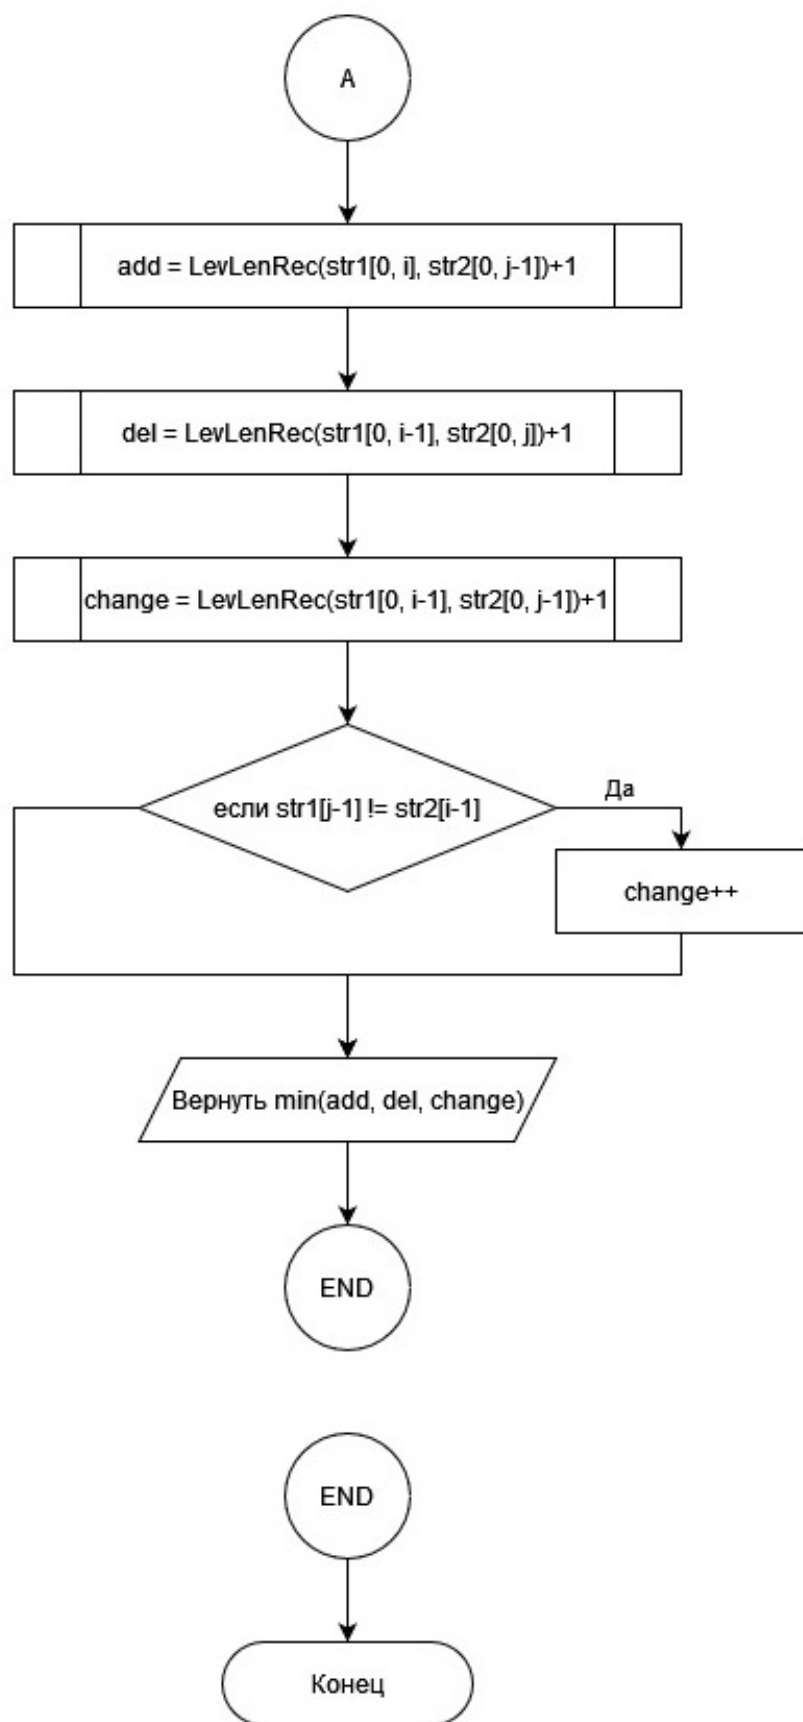 A
add = LevLenRec(str1[0, i], str2[0, j-1])+1
del = LevLenRec(str1[0, i-1], str2[0, j])+1
change = LevLenRec(str1[0, i-1], str2[0, j-1])+1
если str1[j-1] != str2[i-1]
Да
change++
Вернуть min(add, del, change)
END
END
Конец